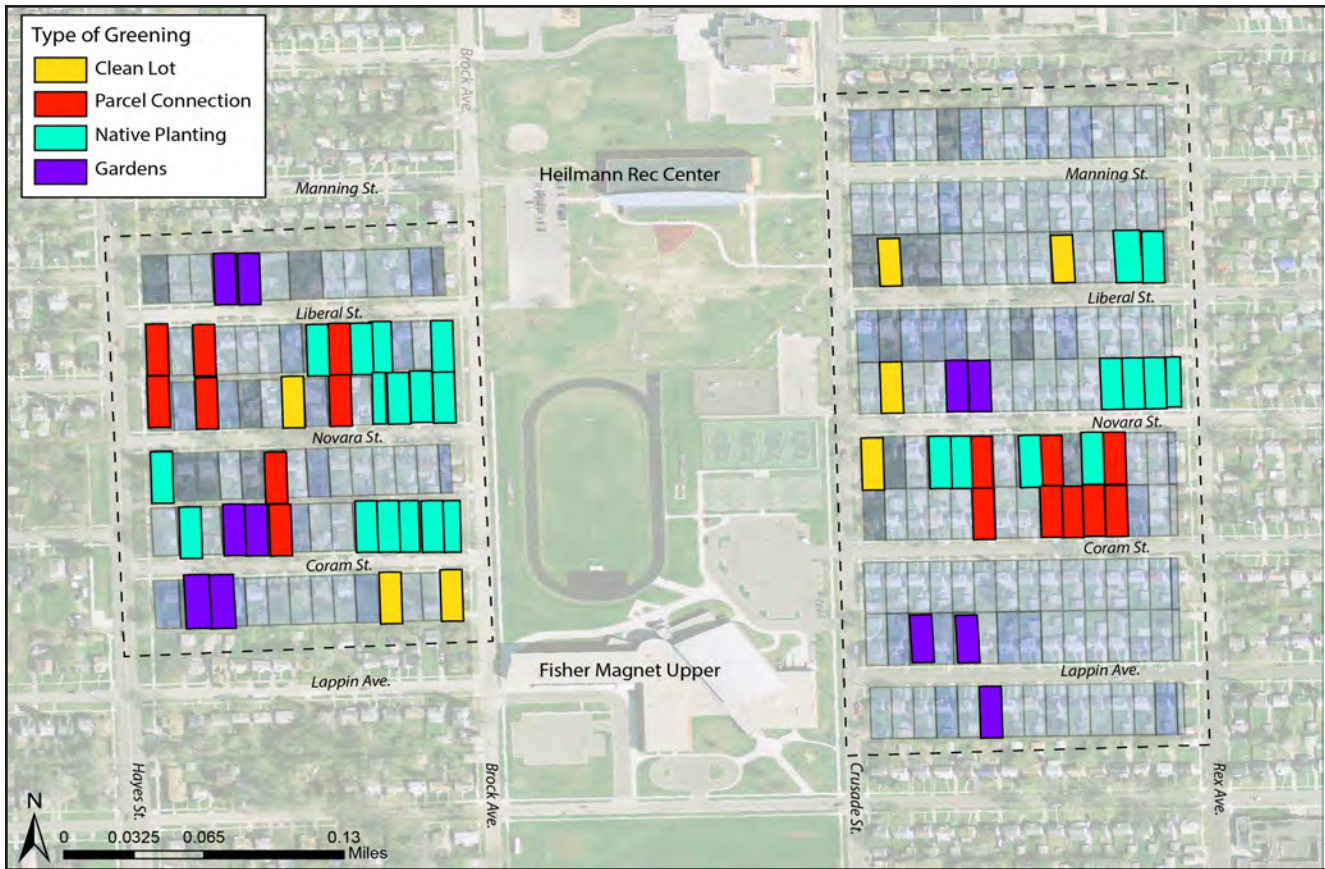 Type of Greening
Clean Lot
Parcel Connection
Native Planting
Gardens
Brock Ave.
Manning St.
Heilmann Rec Center
Manning St.
Liberal St.
Liberal St.
Novara St.
Novara St.
Coram St.
Coram St.
Lappin Ave.
Fisher Magnet Upper
Lappin Ave.
Hayes St.
Brock Ave.
Crusade St.
Rex Ave.
N
0 0.0325 0.065 0.13
Miles